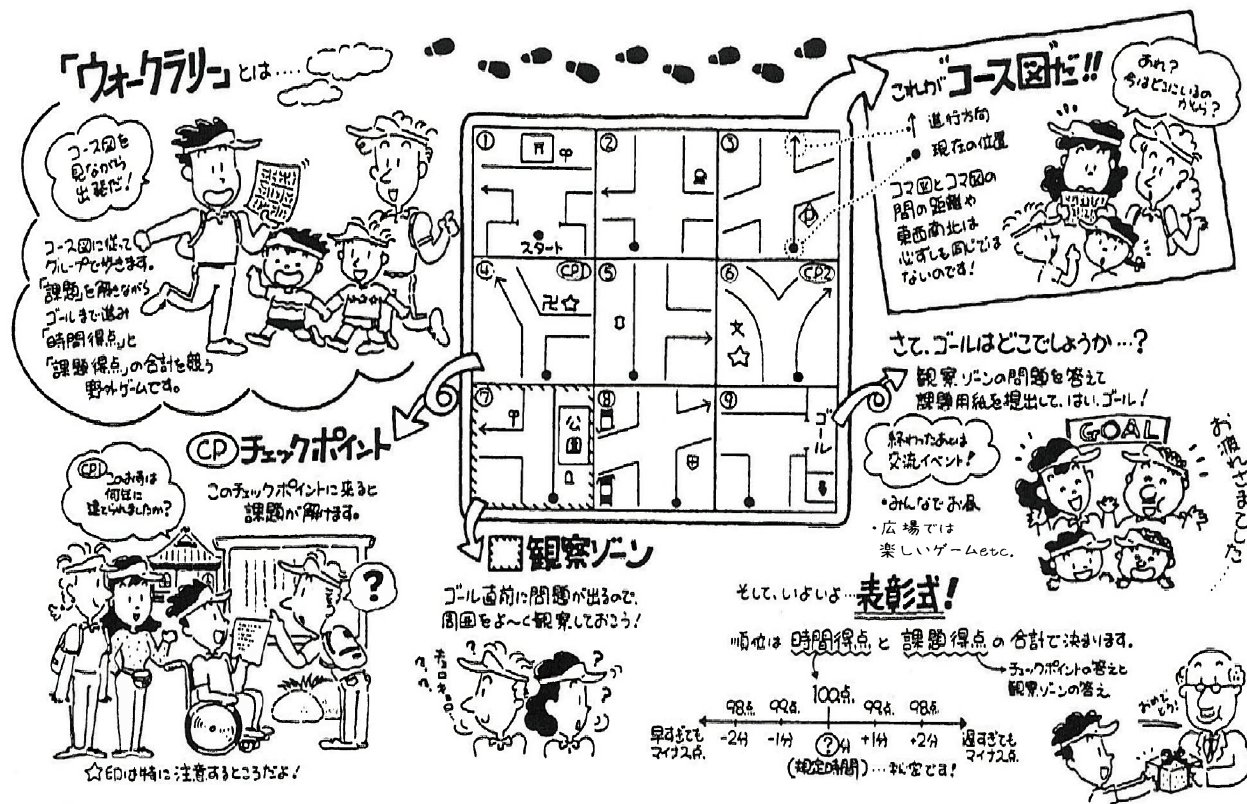 「ウォークラリー」とは……
コース図を
見ながら
出発だ!
コース図に従って
グループで歩きます。
「課題」を解きながら
ゴールまで進み
「時間得点」と
「課題得点」の合計を競う
野外ゲームです。
① ② ③
スタート
④ CP1 ⑤ ⑥ CP2
卍☆
文
☆
⑦ ⑧ ⑨
公園
ゴール
これが“コース図”だ!!
あれ?
今はどこにいるの
かしら?
進行方向
現在の位置
コマ図とコマ図の
間の距離や
東西南北は
必ずしも同じでは
ないのです!
CP チェックポイント
このチェックポイントに来ると
課題が解けます。
CP1
このお寺は
何年に
建てられましたか?
?
☆印は特に注意するところだよ!
観察ゾーン
ゴール直前に問題が出るので、
周囲をよ〜く観察しておこう!
キョロキョロ…
さて、ゴールはどこでしょうか…?
観察ゾーンの問題を答えて
課題用紙を提出して、はい、ゴール!
GOAL
お疲れさまでした……
終わったあとは
交流イベント!
・みんなでお昼
・広場では
楽しいゲームetc.
そして、いよいよ…表彰式!
順位は 時間得点 と 課題得点 の合計で決まります。
チェックポイントの答えと
観察ゾーンの答え
98点 99点 100点 99点 98点
早すぎても
マイナス点
-2分 -1分 ?分 +1分 +2分
遅すぎても
マイナス点
(規定時間)…秘密です!
おめでとう!